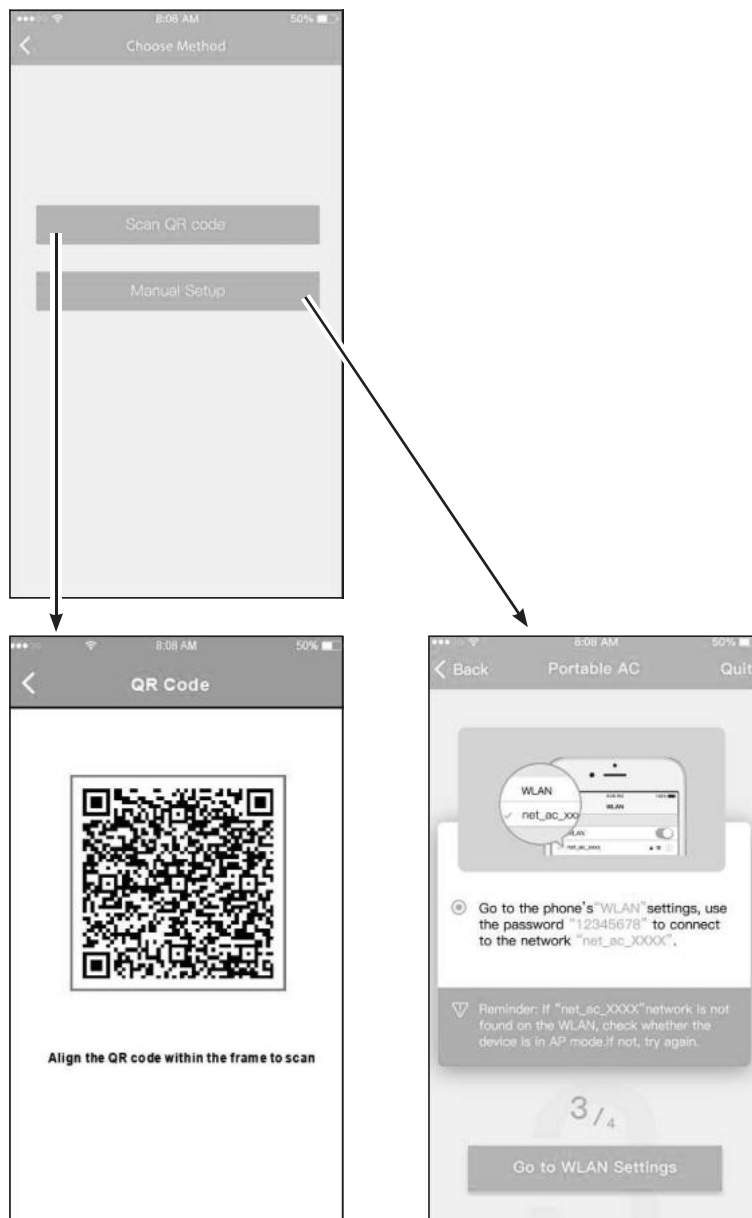 8:08 AM 50%
Choose Method
Scan QR code
Manual Setup
8:08 AM 50%
QR Code
Align the QR code within the frame to scan
8:08 AM 50%
Back Portable AC Quit
WLAN
net_ac_xxx
WLAN
WLAN
net_ac_xxxx
Go to the phone's "WLAN" settings, use
the password "12345678" to connect
to the network "net_ac_XXXX".
Reminder: If "net_ac_XXXX" network is not
found on the WLAN, check whether the
device is in AP mode.If not, try again.
3/4
Go to WLAN Settings